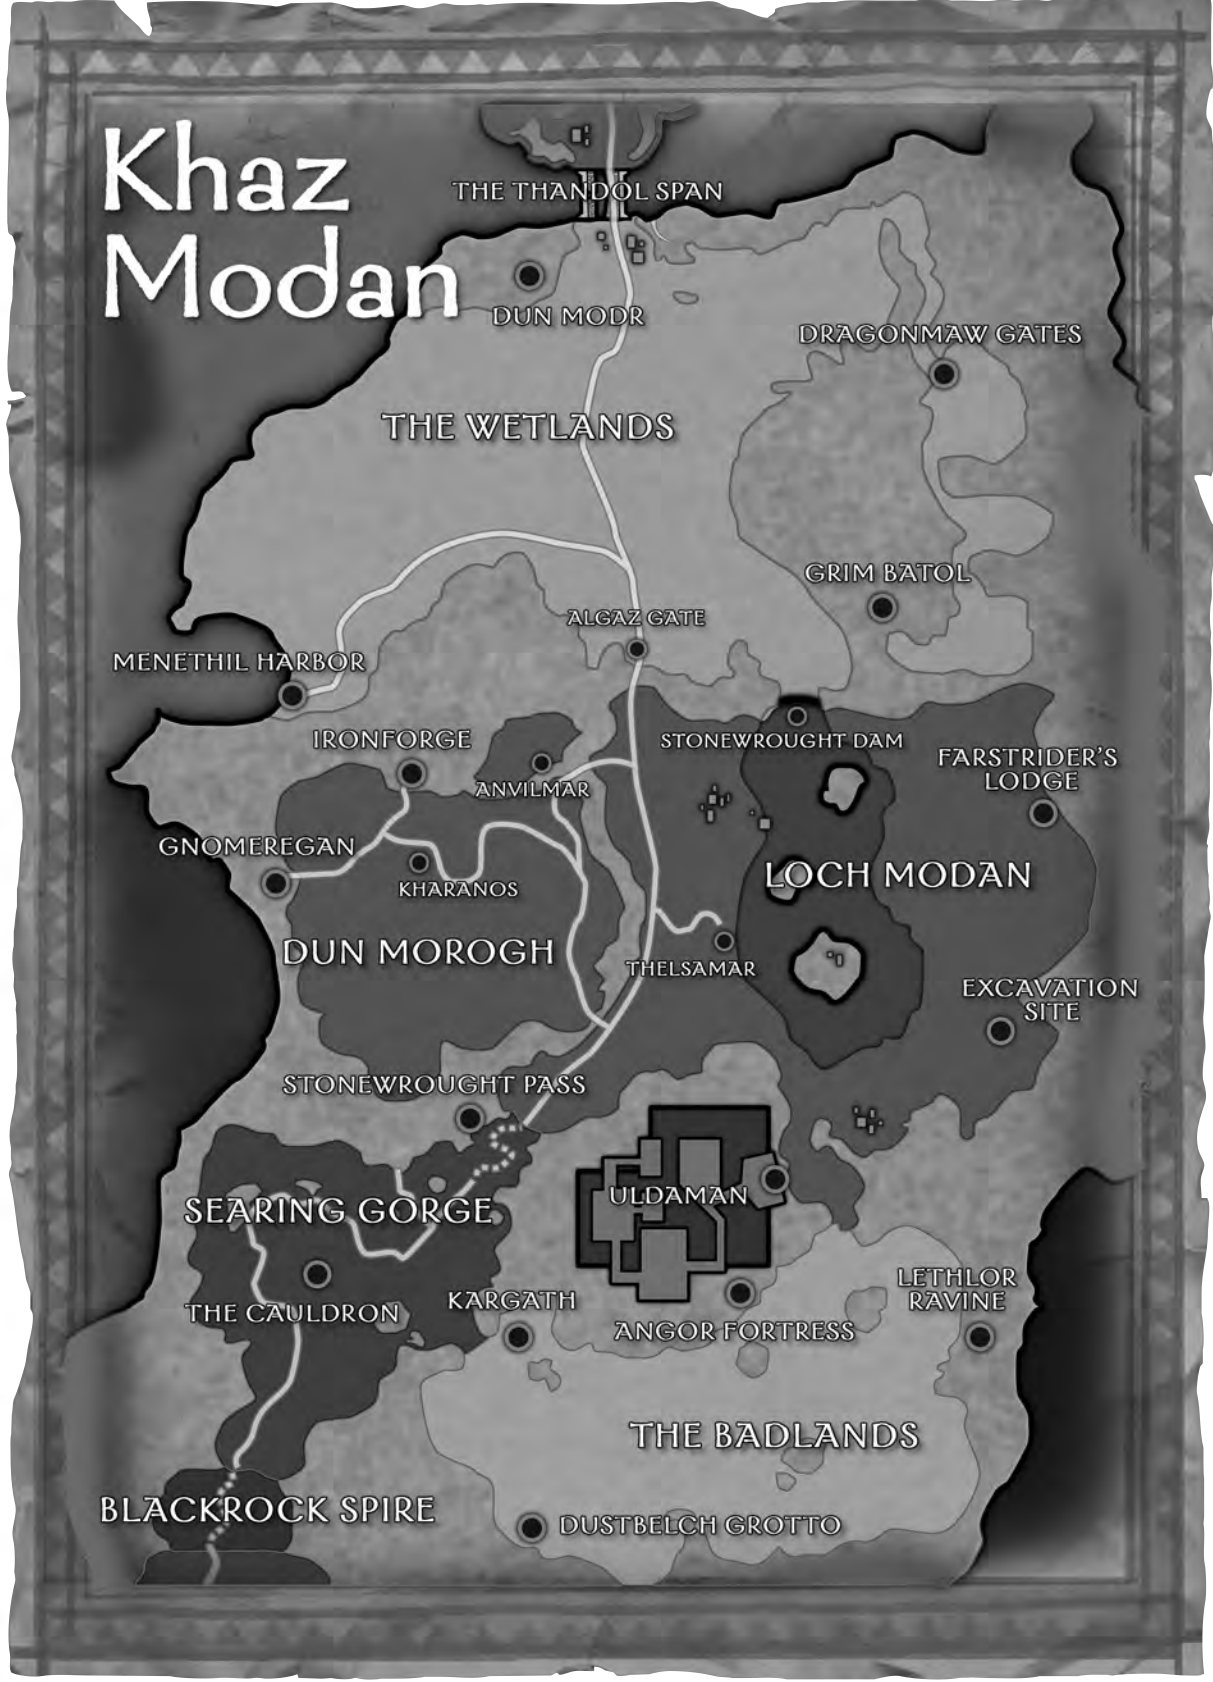 Khaz
Modan
THE THANDOL SPAN
DUN MODR
DRAGONMAW GATES
THE WETLANDS
GRIM BATOL
ALGAZ GATE
MENETHIL HARBOR
IRONFORGE
STONEWROUGHT DAM
FARSTRIDER'S
LODGE
ANVILMAR
GNOMEREGAN
KHARANOS
LOCH MODAN
DUN MOROGH
THELSAMAR
EXCAVATION
SITE
STONEWROUGHT PASS
ULDAMAN
SEARING GORGE
LETHLOR
RAVINE
THE CAULDRON
KARGATH
ANGOR FORTRESS
THE BADLANDS
BLACKROCK SPIRE
DUSTBELCH GROTTO